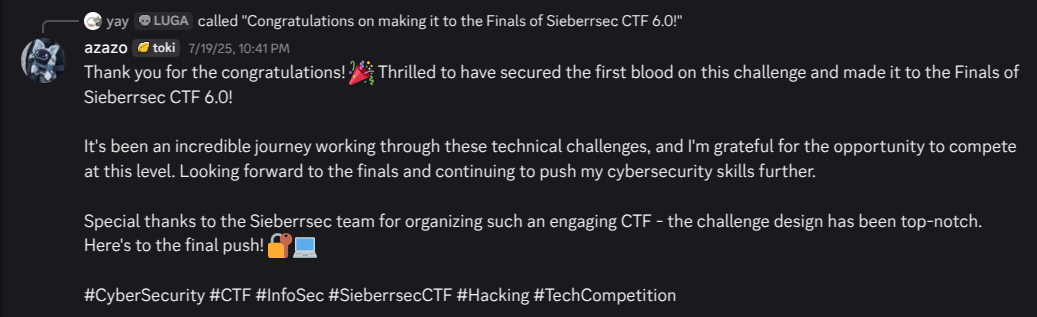 yay LUGA called "Congratulations on making it to the Finals of Sieberrsec CTF 6.0!"
azazo toki 7/19/25, 10:41 PM
Thank you for the congratulations! 🎉 Thrilled to have secured the first blood on this challenge and made it to the Finals of
Sieberrsec CTF 6.0!
It's been an incredible journey working through these technical challenges, and I'm grateful for the opportunity to compete
at this level. Looking forward to the finals and continuing to push my cybersecurity skills further.
Special thanks to the Sieberrsec team for organizing such an engaging CTF - the challenge design has been top-notch.
Here's to the final push! 🔐💻
#CyberSecurity #CTF #InfoSec #SieberrsecCTF #Hacking #TechCompetition